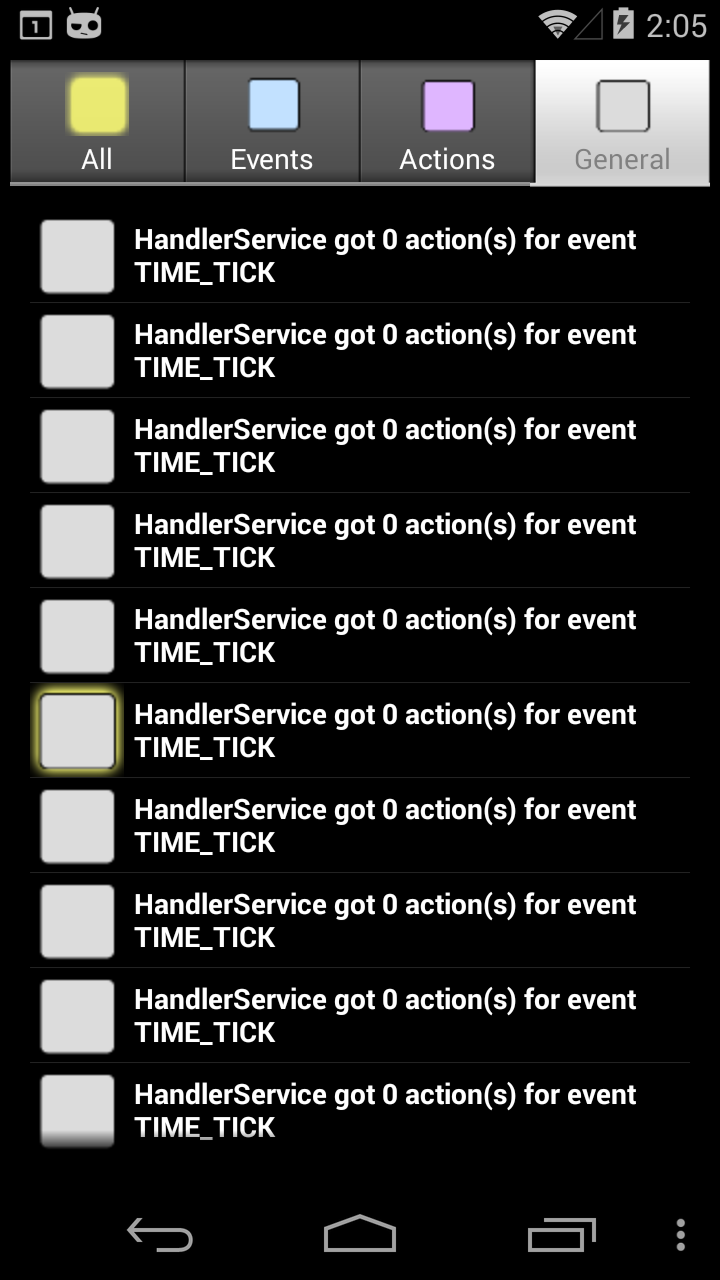 1
2:05
All
Events
Actions
General
HandlerService got 0 action(s) for event
TIME_TICK
HandlerService got 0 action(s) for event
TIME_TICK
HandlerService got 0 action(s) for event
TIME_TICK
HandlerService got 0 action(s) for event
TIME_TICK
HandlerService got 0 action(s) for event
TIME_TICK
HandlerService got 0 action(s) for event
TIME_TICK
HandlerService got 0 action(s) for event
TIME_TICK
HandlerService got 0 action(s) for event
TIME_TICK
HandlerService got 0 action(s) for event
TIME_TICK
HandlerService got 0 action(s) for event
TIME_TICK